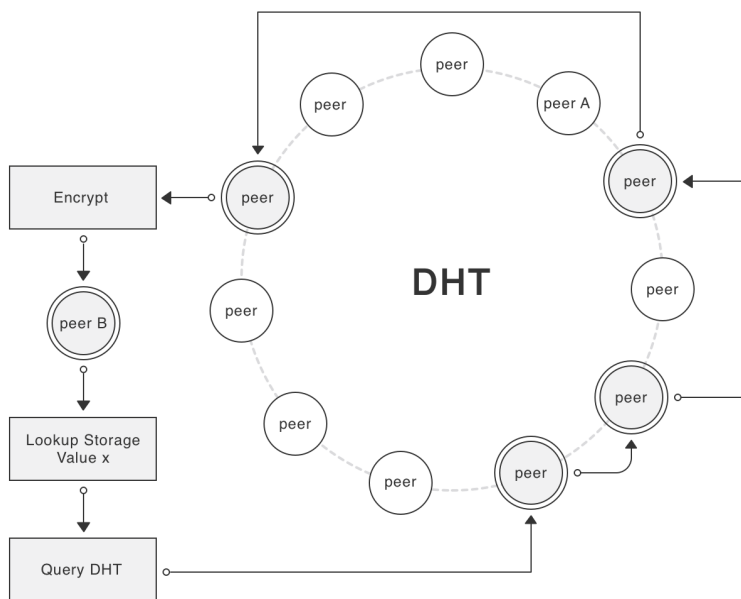 peer
peer
peer A
peer
peer
Encrypt
DHT
peer
peer
peer B
peer
peer
Lookup Storage
Value x
peer
peer
Query DHT